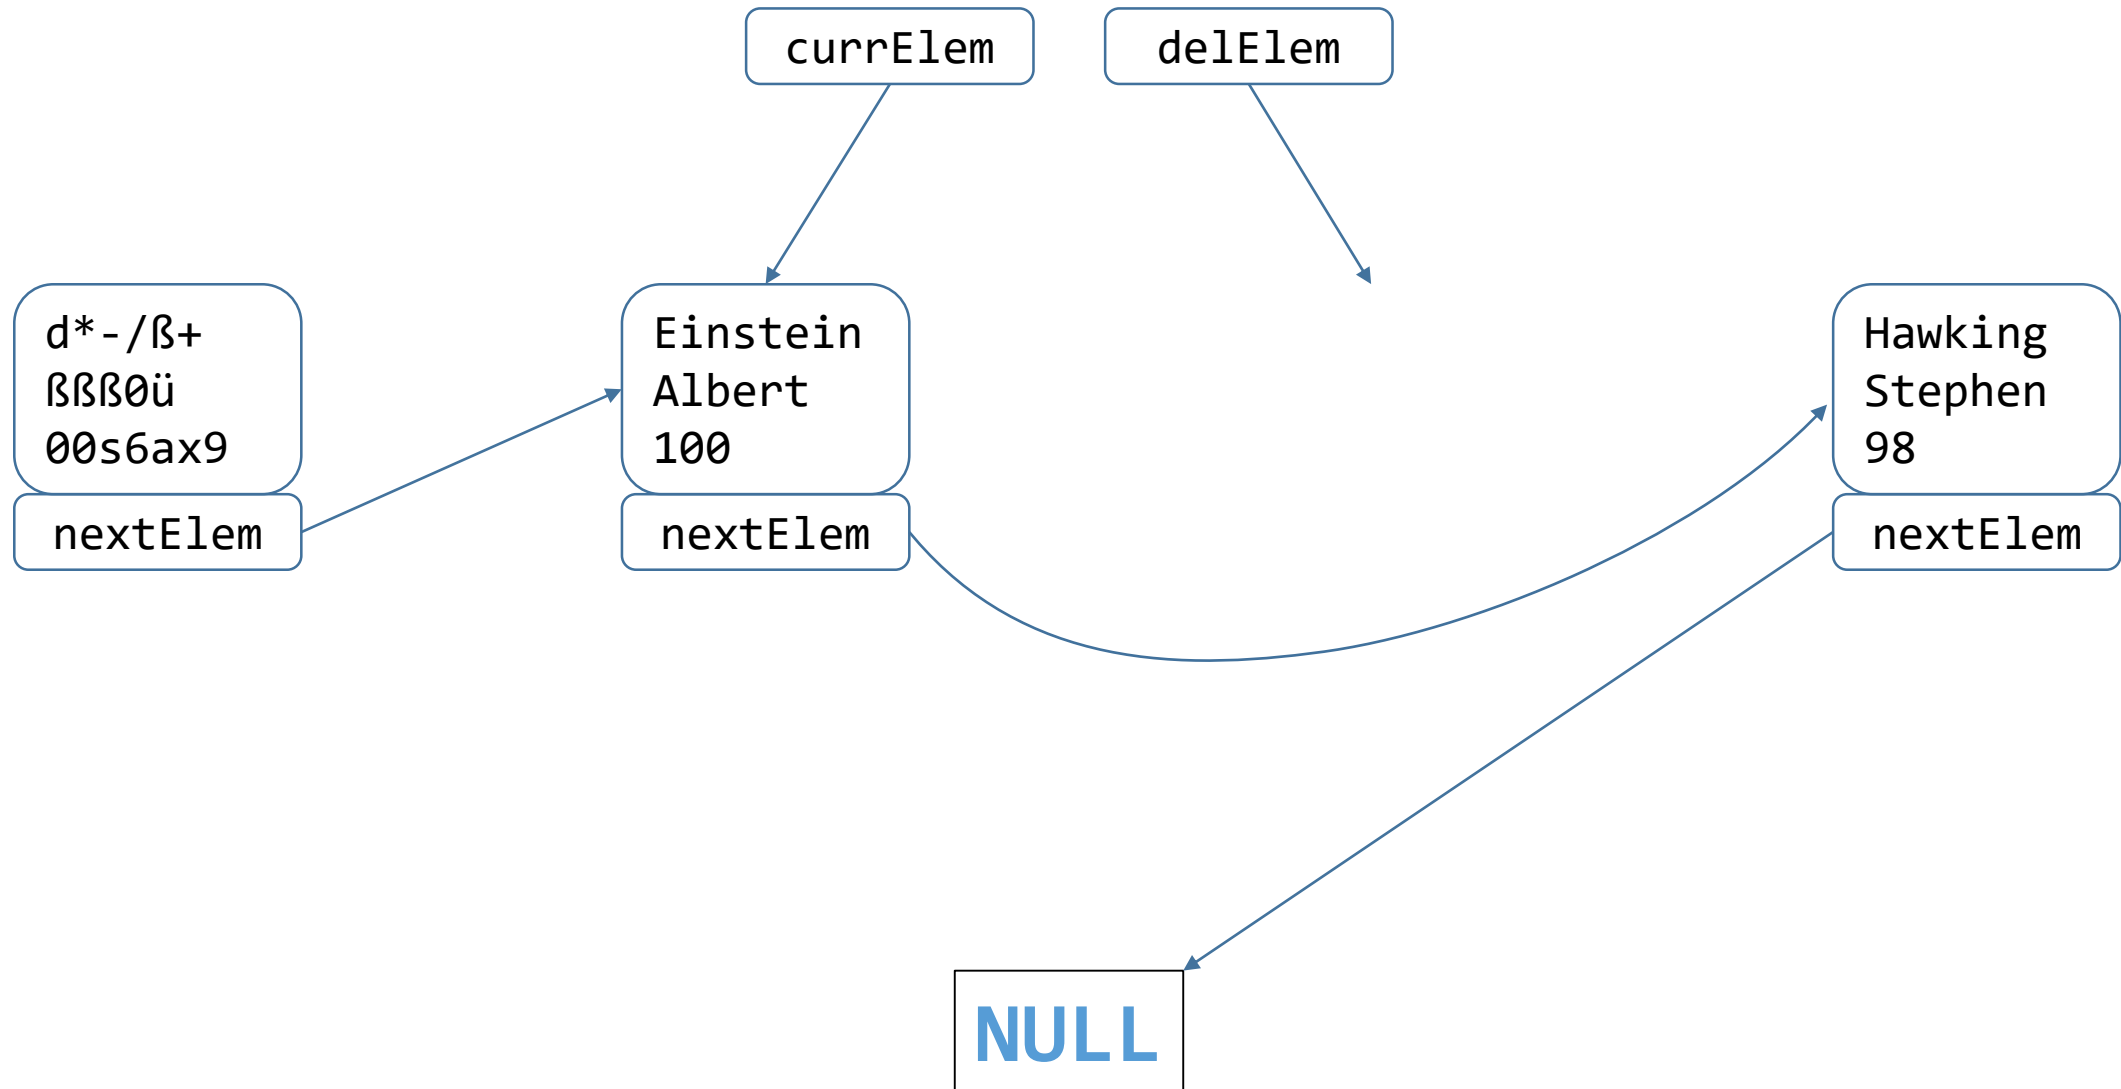 currElem
delElem
d*-/ß+
ßßß0ü
00s6ax9
nextElem
Einstein
Albert
100
nextElem
Hawking
Stephen
98
nextElem
NULL